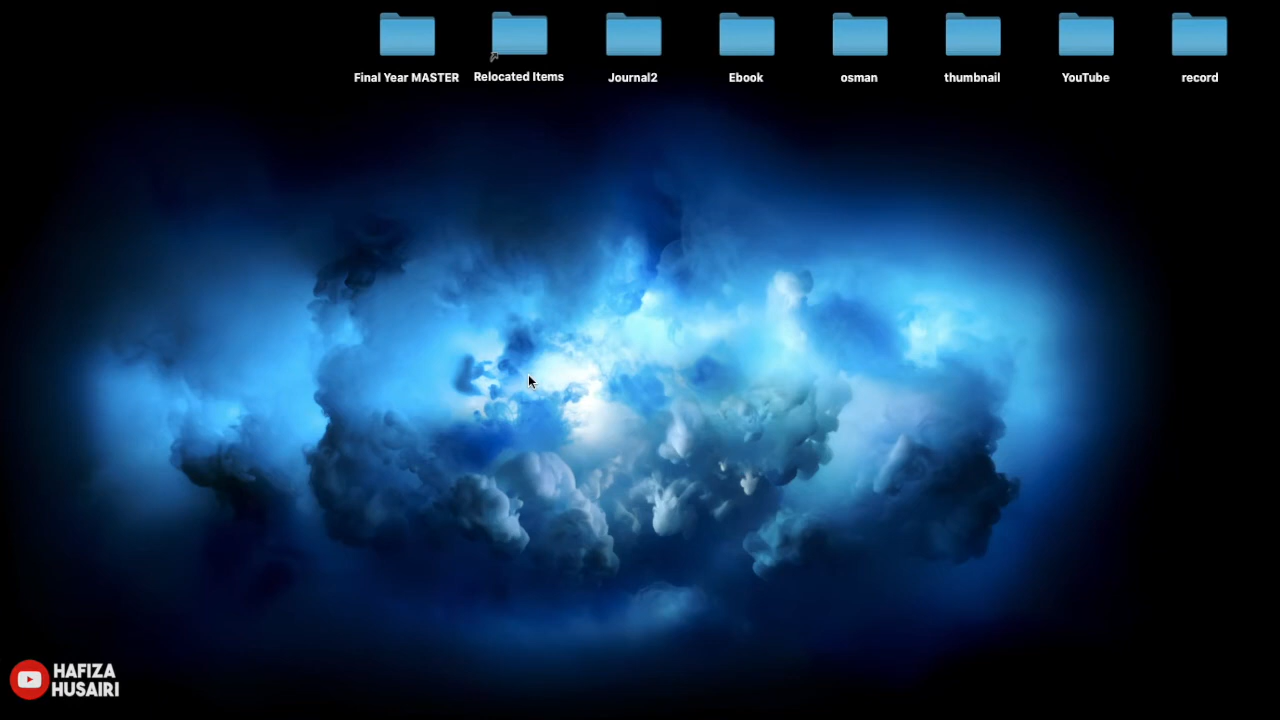 Final Year MASTER
Relocated Items
Journal2
Ebook
osman
thumbnail
YouTube
record
HAFIZA
HUSAIRI